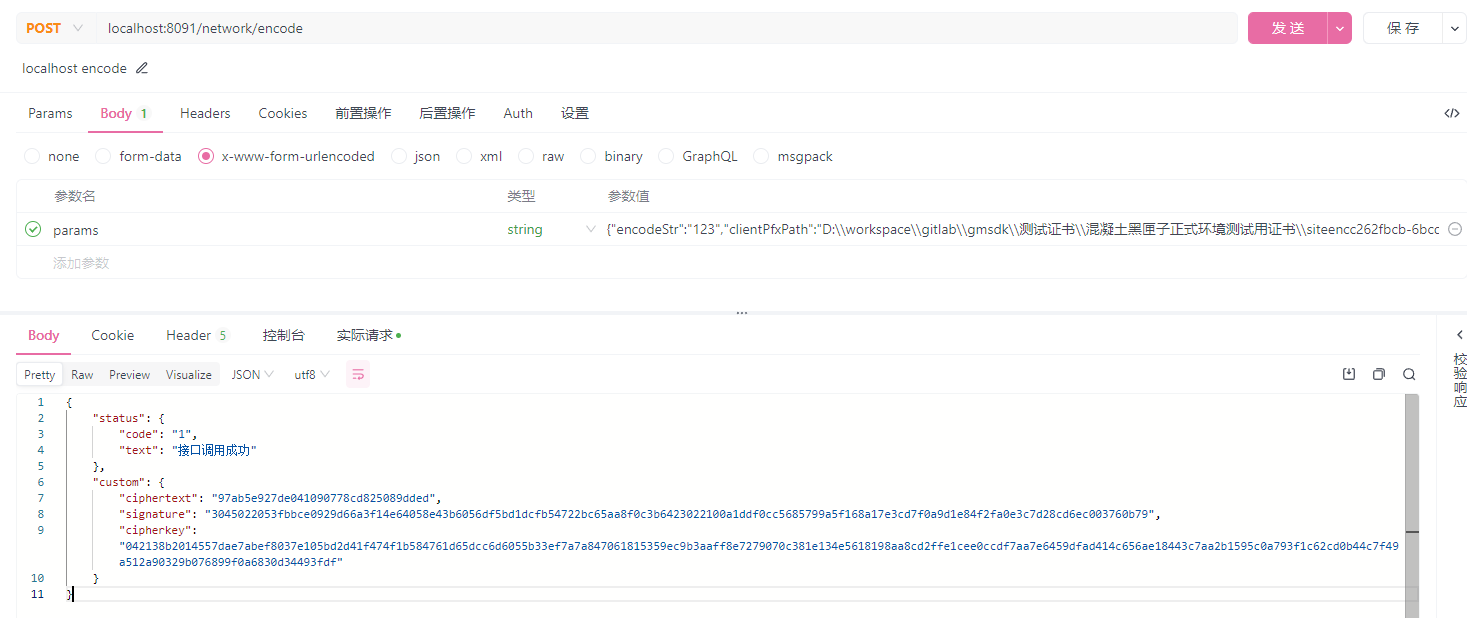 POST localhost:8091/network/encode 发 送 保 存
localhost encode
Params Body 1 Headers Cookies 前置操作 后置操作 Auth 设置 </>
none form-data x-www-form-urlencoded json xml raw binary GraphQL msgpack
参数名 类型 参数值
params string {"encodeStr":"123","clientPfxPath":"D:\\workspace\\gitlab\\gmsdk\\测试证书\\混凝土黑匣子正式环境测试用证书\\siteencc262fbcb-6bcc
添加参数
Body Cookie Header 5 控制台 实际请求
校验响应
Pretty Raw Preview Visualize JSON utf8
1 {
2 "status": {
3 "code": "1",
4 "text": "接口调用成功"
5 },
6 "custom": {
7 "ciphertext": "97ab5e927de041090778cd825089dded",
8 "signature": "3045022053fbbce0929d66a3f14e64058e43b6056df5bd1dcfb54722bc65aa8f0c3b6423022100a1ddf0cc5685799a5f168a17e3cd7f0a9d1e84f2fa0e3c7d28cd6ec003760b79",
9 "cipherkey":
"042138b2014557dae7abef8037e105bd2d41f474f1b584761d65dcc6d6055b33ef7a7a847061815359ec9b3aaff8e7279070c381e134e5618198aa8cd2ffe1cee0ccdf7aa7e6459dfad414c656ae18443c7aa2b1595c0a793f1c62cd0b44c7f49
a512a90329b076899f0a6830d34493fdf"
10 }
11 }